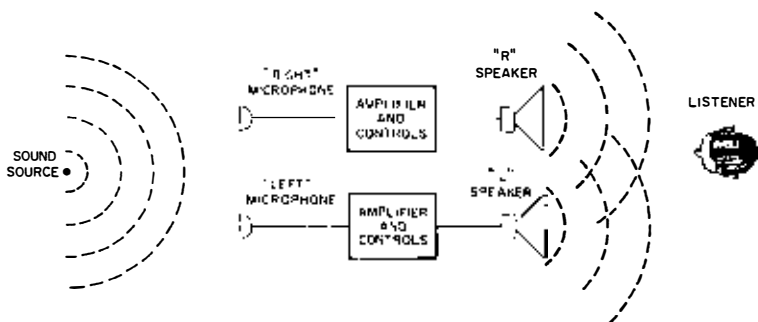 SOUND
SOURCE
"RIGHT"
MICROPHONE
AMPLIFIER
AND
CONTROLS
"R"
SPEAKER
LISTENER
"LEFT"
MICROPHONE
AMPLIFIER
AND
CONTROLS
"L"
SPEAKER